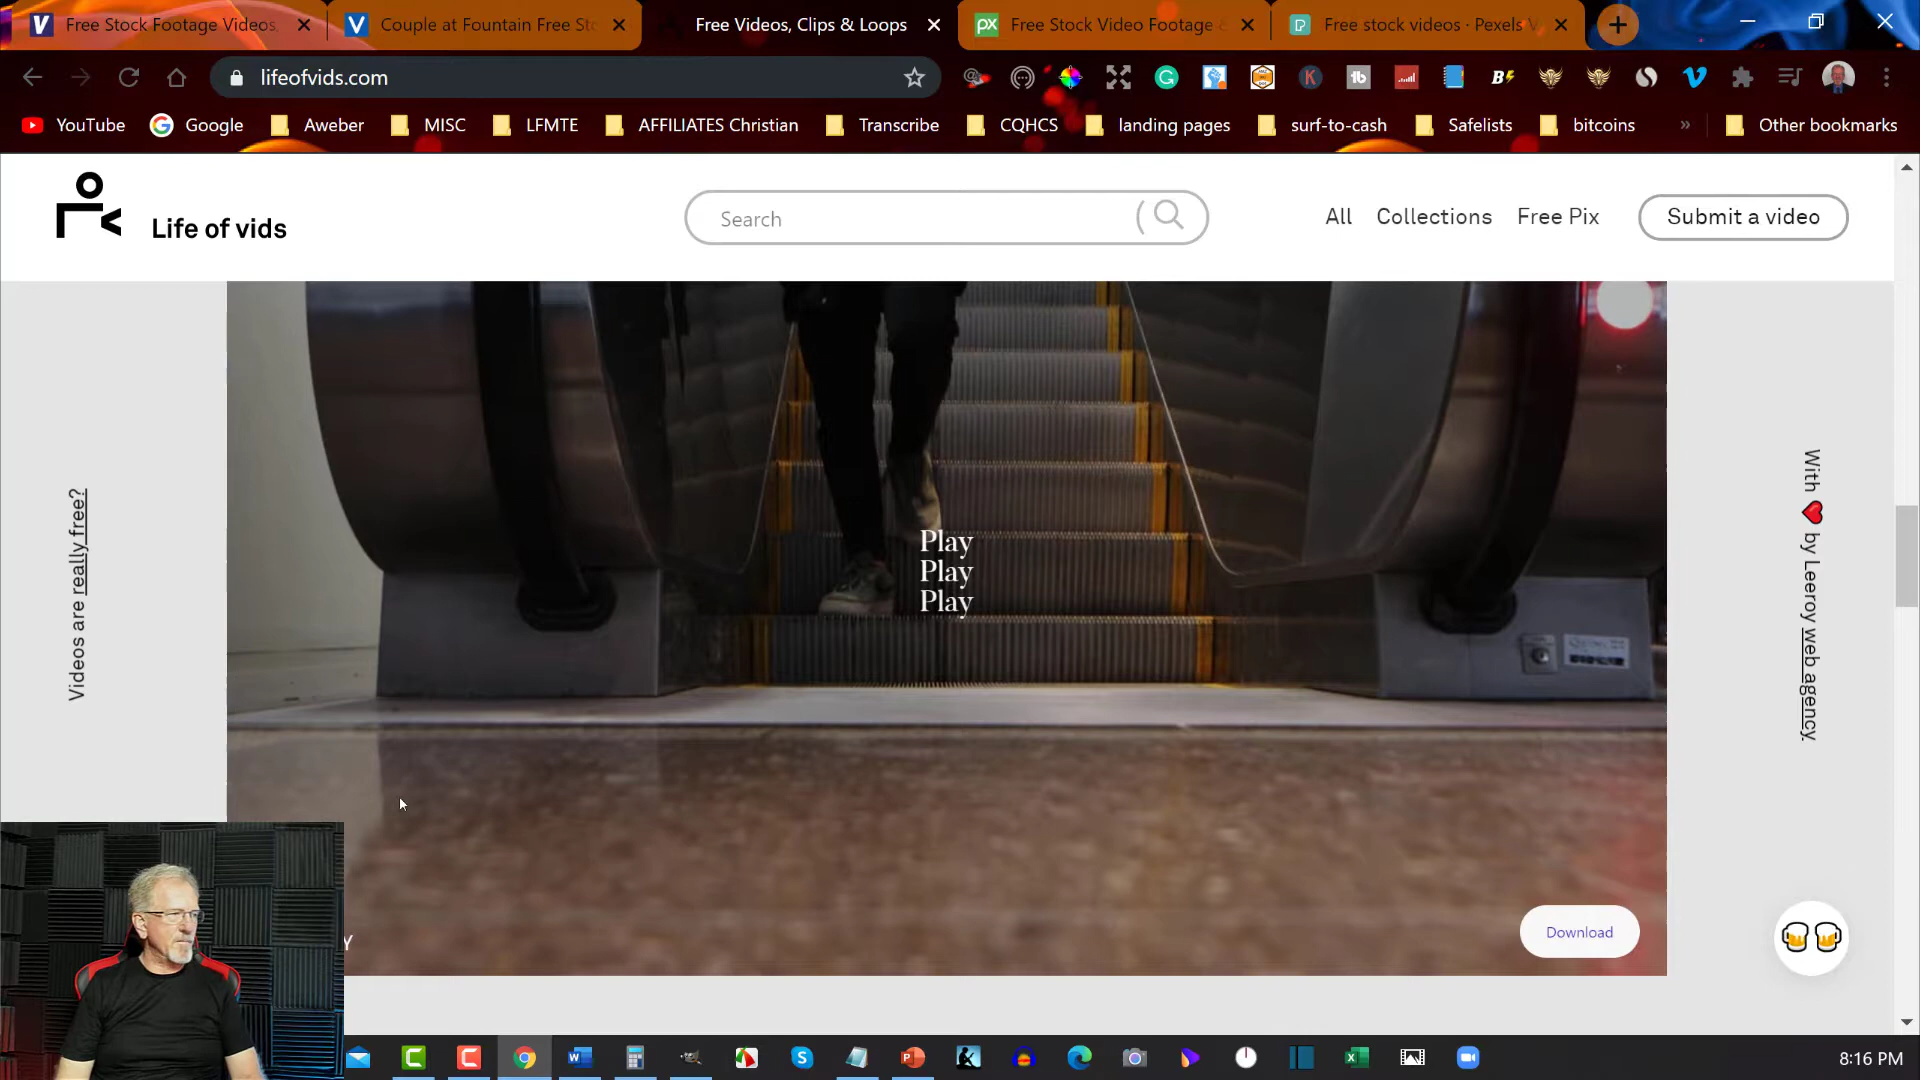 Free Stock Footage Videos,
Couple at Fountain Free Sto
Free Videos, Clips & Loops
Free Stock Video Footage &
Free stock videos · Pexels V
lifeofvids.com
YouTube
Google
Aweber
MISC
LFMTE
AFFILIATES Christian
Transcribe
CQHCS
landing pages
surf-to-cash
Safelists
bitcoins
Other bookmarks
Life of vids
Search
All
Collections
Free Pix
Submit a video
Videos are really free?
With ❤ by Leeroy web agency.
Play
Play
Play
Y
Download
8:16 PM